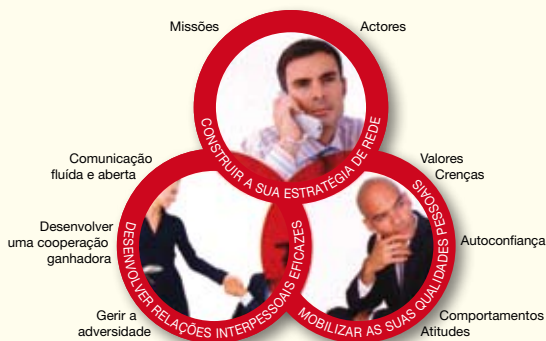 Missões
Actores
CONSTRUIR A SUA ESTRATÉGIA DE REDE
Comunicação
fluída e aberta
Desenvolver
uma cooperação
ganhadora
Gerir a
adversidade
DESENVOLVER RELAÇÕES INTERPESSOAIS EFICAZES
Valores
Crenças
Autoconfiança
Comportamentos
Atitudes
MOBILIZAR AS SUAS QUALIDADES PESSOAIS